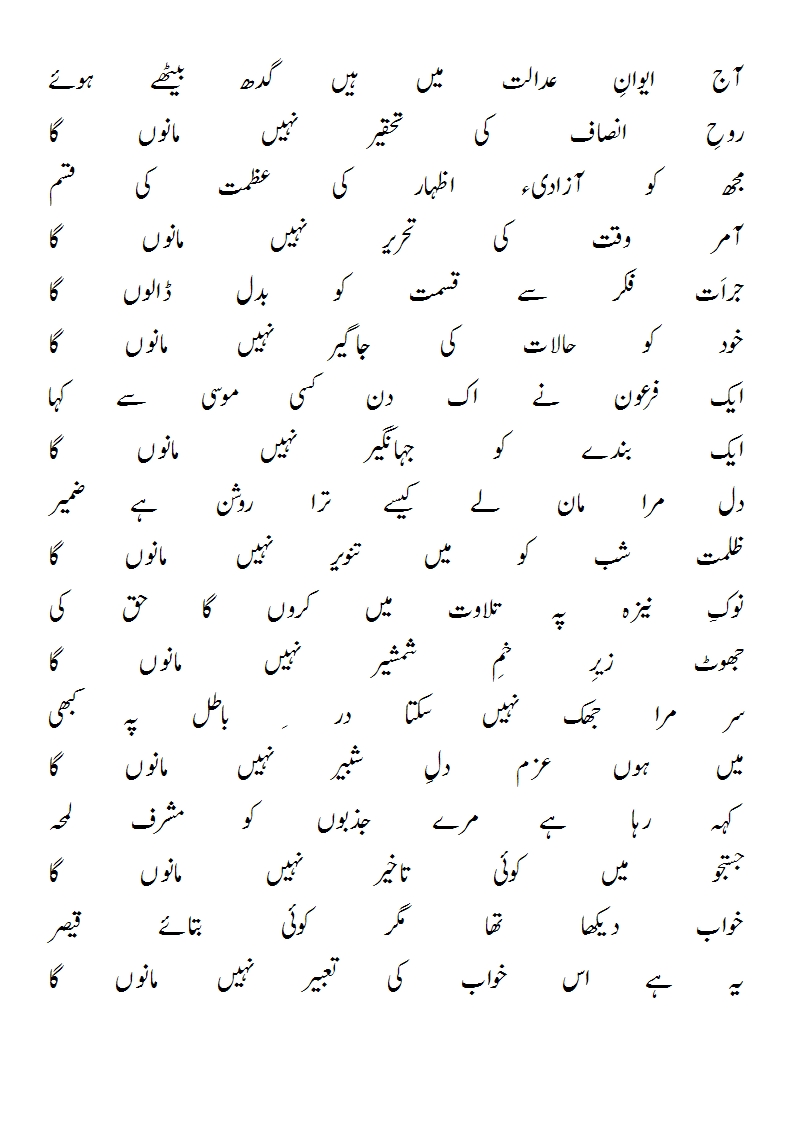 آج ایوانِ عدالت میں ہیں گدھ بیٹھے ہوئے
روحِ انصاف کی تحقیر نہیں مانوں گا
مجھ کو آزادیء اظہار کی عظمت کی قسم
آمر وقت کی تحریر نہیں مانوں گا
جرأت فکر سے قسمت کو بدل ڈالوں گا
خود کو حالات کی جاگیر نہیں مانوں گا
ایک فرعون نے اک دن کسی موسی سے کہا
ایک بندے کو جہانگیر نہیں مانوں گا
دل مرا مان لے کیسے ترا روشن ہے ضمیر
ظلمت شب کو میں تنویر نہیں مانوں گا
نوکِ نیزہ پہ تلاوت میں کروں گا حق کی
جھوٹ زیرِ خمِ شمشیر نہیں مانوں گا
سر مرا جھک نہیں سکتا در ِ باطل پہ کبھی
میں ہوں عزم دلِ شبیر نہیں مانوں گا
کہہ رہا ہے مرے جذبوں کو مشرف لمحہ
جستجو میں کوئی تاخیر نہیں مانوں گا
خواب دیکھا تھا مگر کوئی بتائے قیصر
یہ ہے اس خواب کی تعبیر نہیں مانوں گا